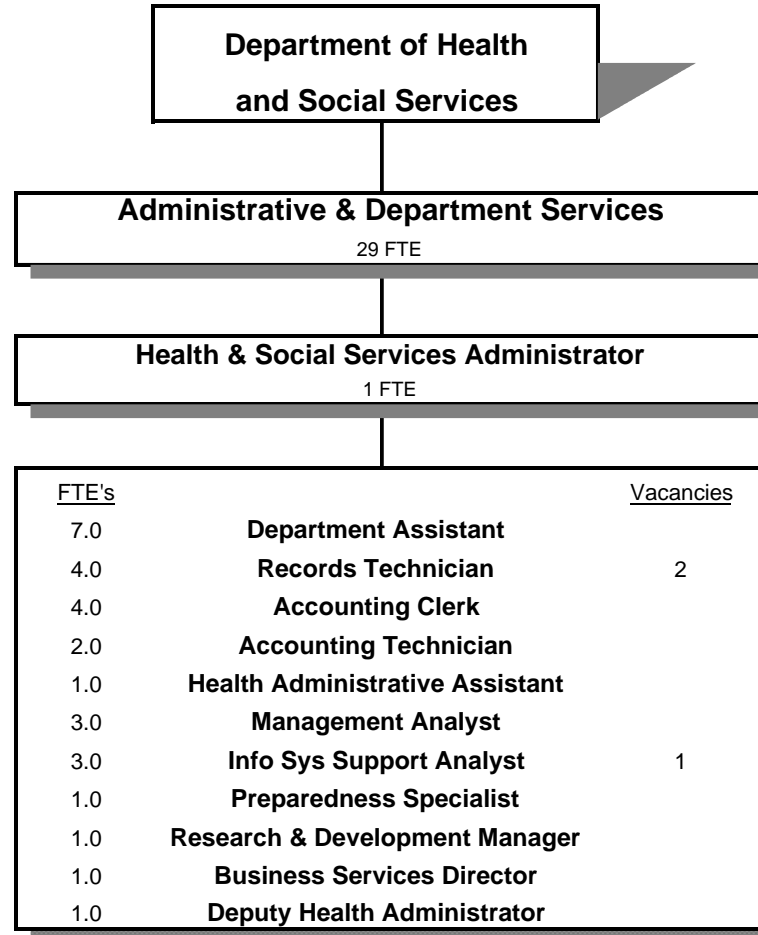 Department of Health
and Social Services
Administrative & Department Services
29 FTE
Health & Social Services Administrator
1 FTE
FTE's Vacancies
7.0 Department Assistant
4.0 Records Technician 2
4.0 Accounting Clerk
2.0 Accounting Technician
1.0 Health Administrative Assistant
3.0 Management Analyst
3.0 Info Sys Support Analyst 1
1.0 Preparedness Specialist
1.0 Research & Development Manager
1.0 Business Services Director
1.0 Deputy Health Administrator